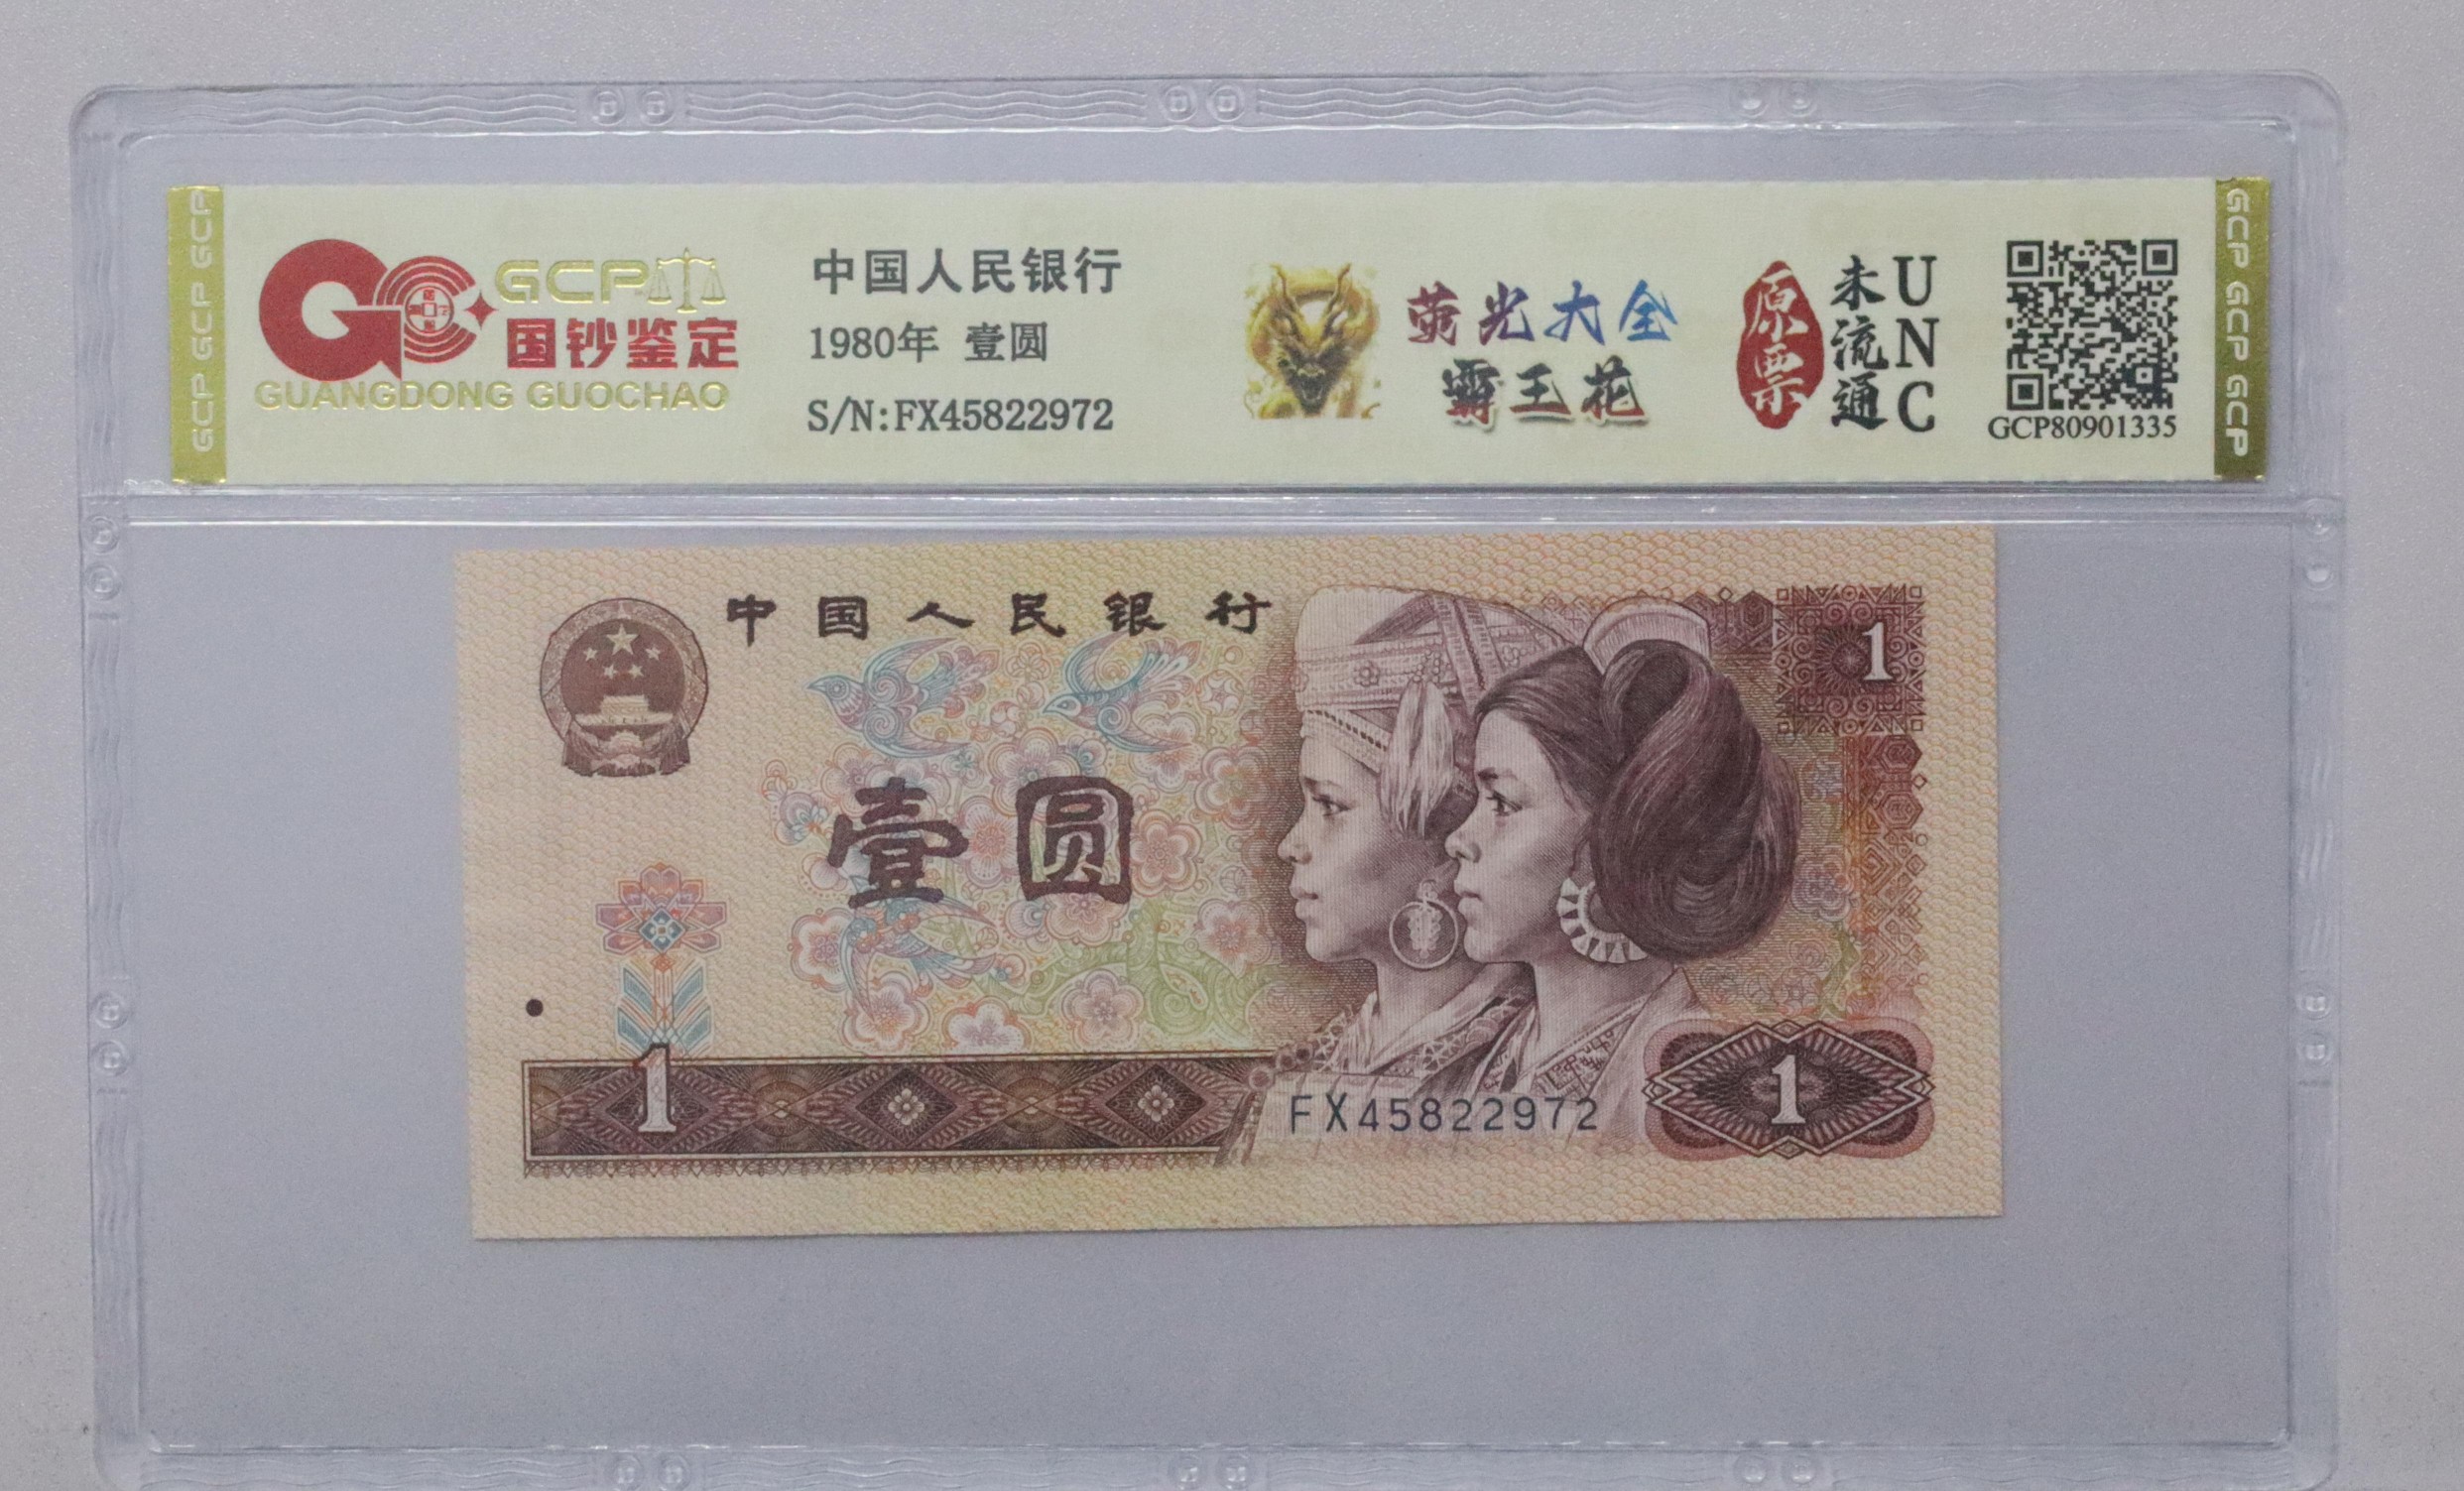 GCP GCP GCP
GCP
国钞鉴定
GUANGDONG GUOCHAO
中国人民银行
1980年 壹圆
S/N:FX45822972
荧光大全
霸王花
原票
未流通
UNC
GCP80901335
GCP GCP GCP
中国人民银行
1
壹圆
1
FX45822972
1